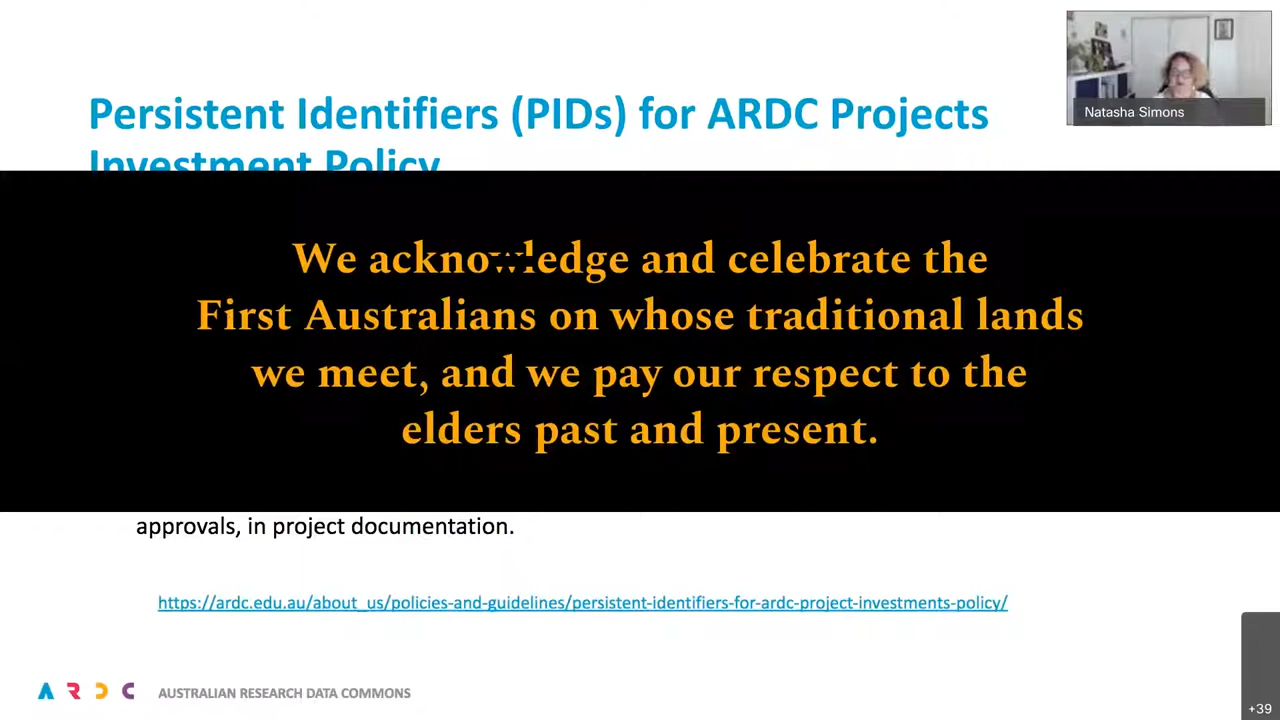 Natasha Simons
Persistent Identifiers (PIDs) for ARDC Projects
Investment Policy
We acknowledge and celebrate the
First Australians on whose traditional lands
we meet, and we pay our respect to the
elders past and present.
approvals, in project documentation.
https://ardc.edu.au/about_us/policies-and-guidelines/persistent-identifiers-for-ardc-project-investments-policy/
ARDC AUSTRALIAN RESEARCH DATA COMMONS
+39